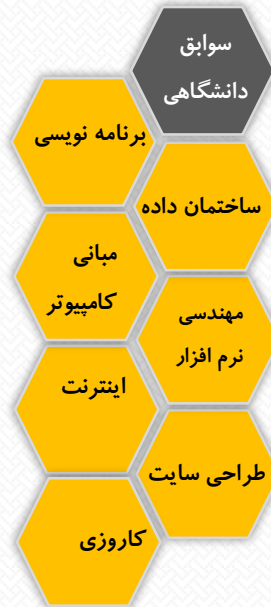 سوابق
دانشگاهی
برنامه نویسی
ساختمان داده
مبانی
کامپیوتر
مهندسی
نرم افزار
اینترنت
طراحی سایت
کاروزی